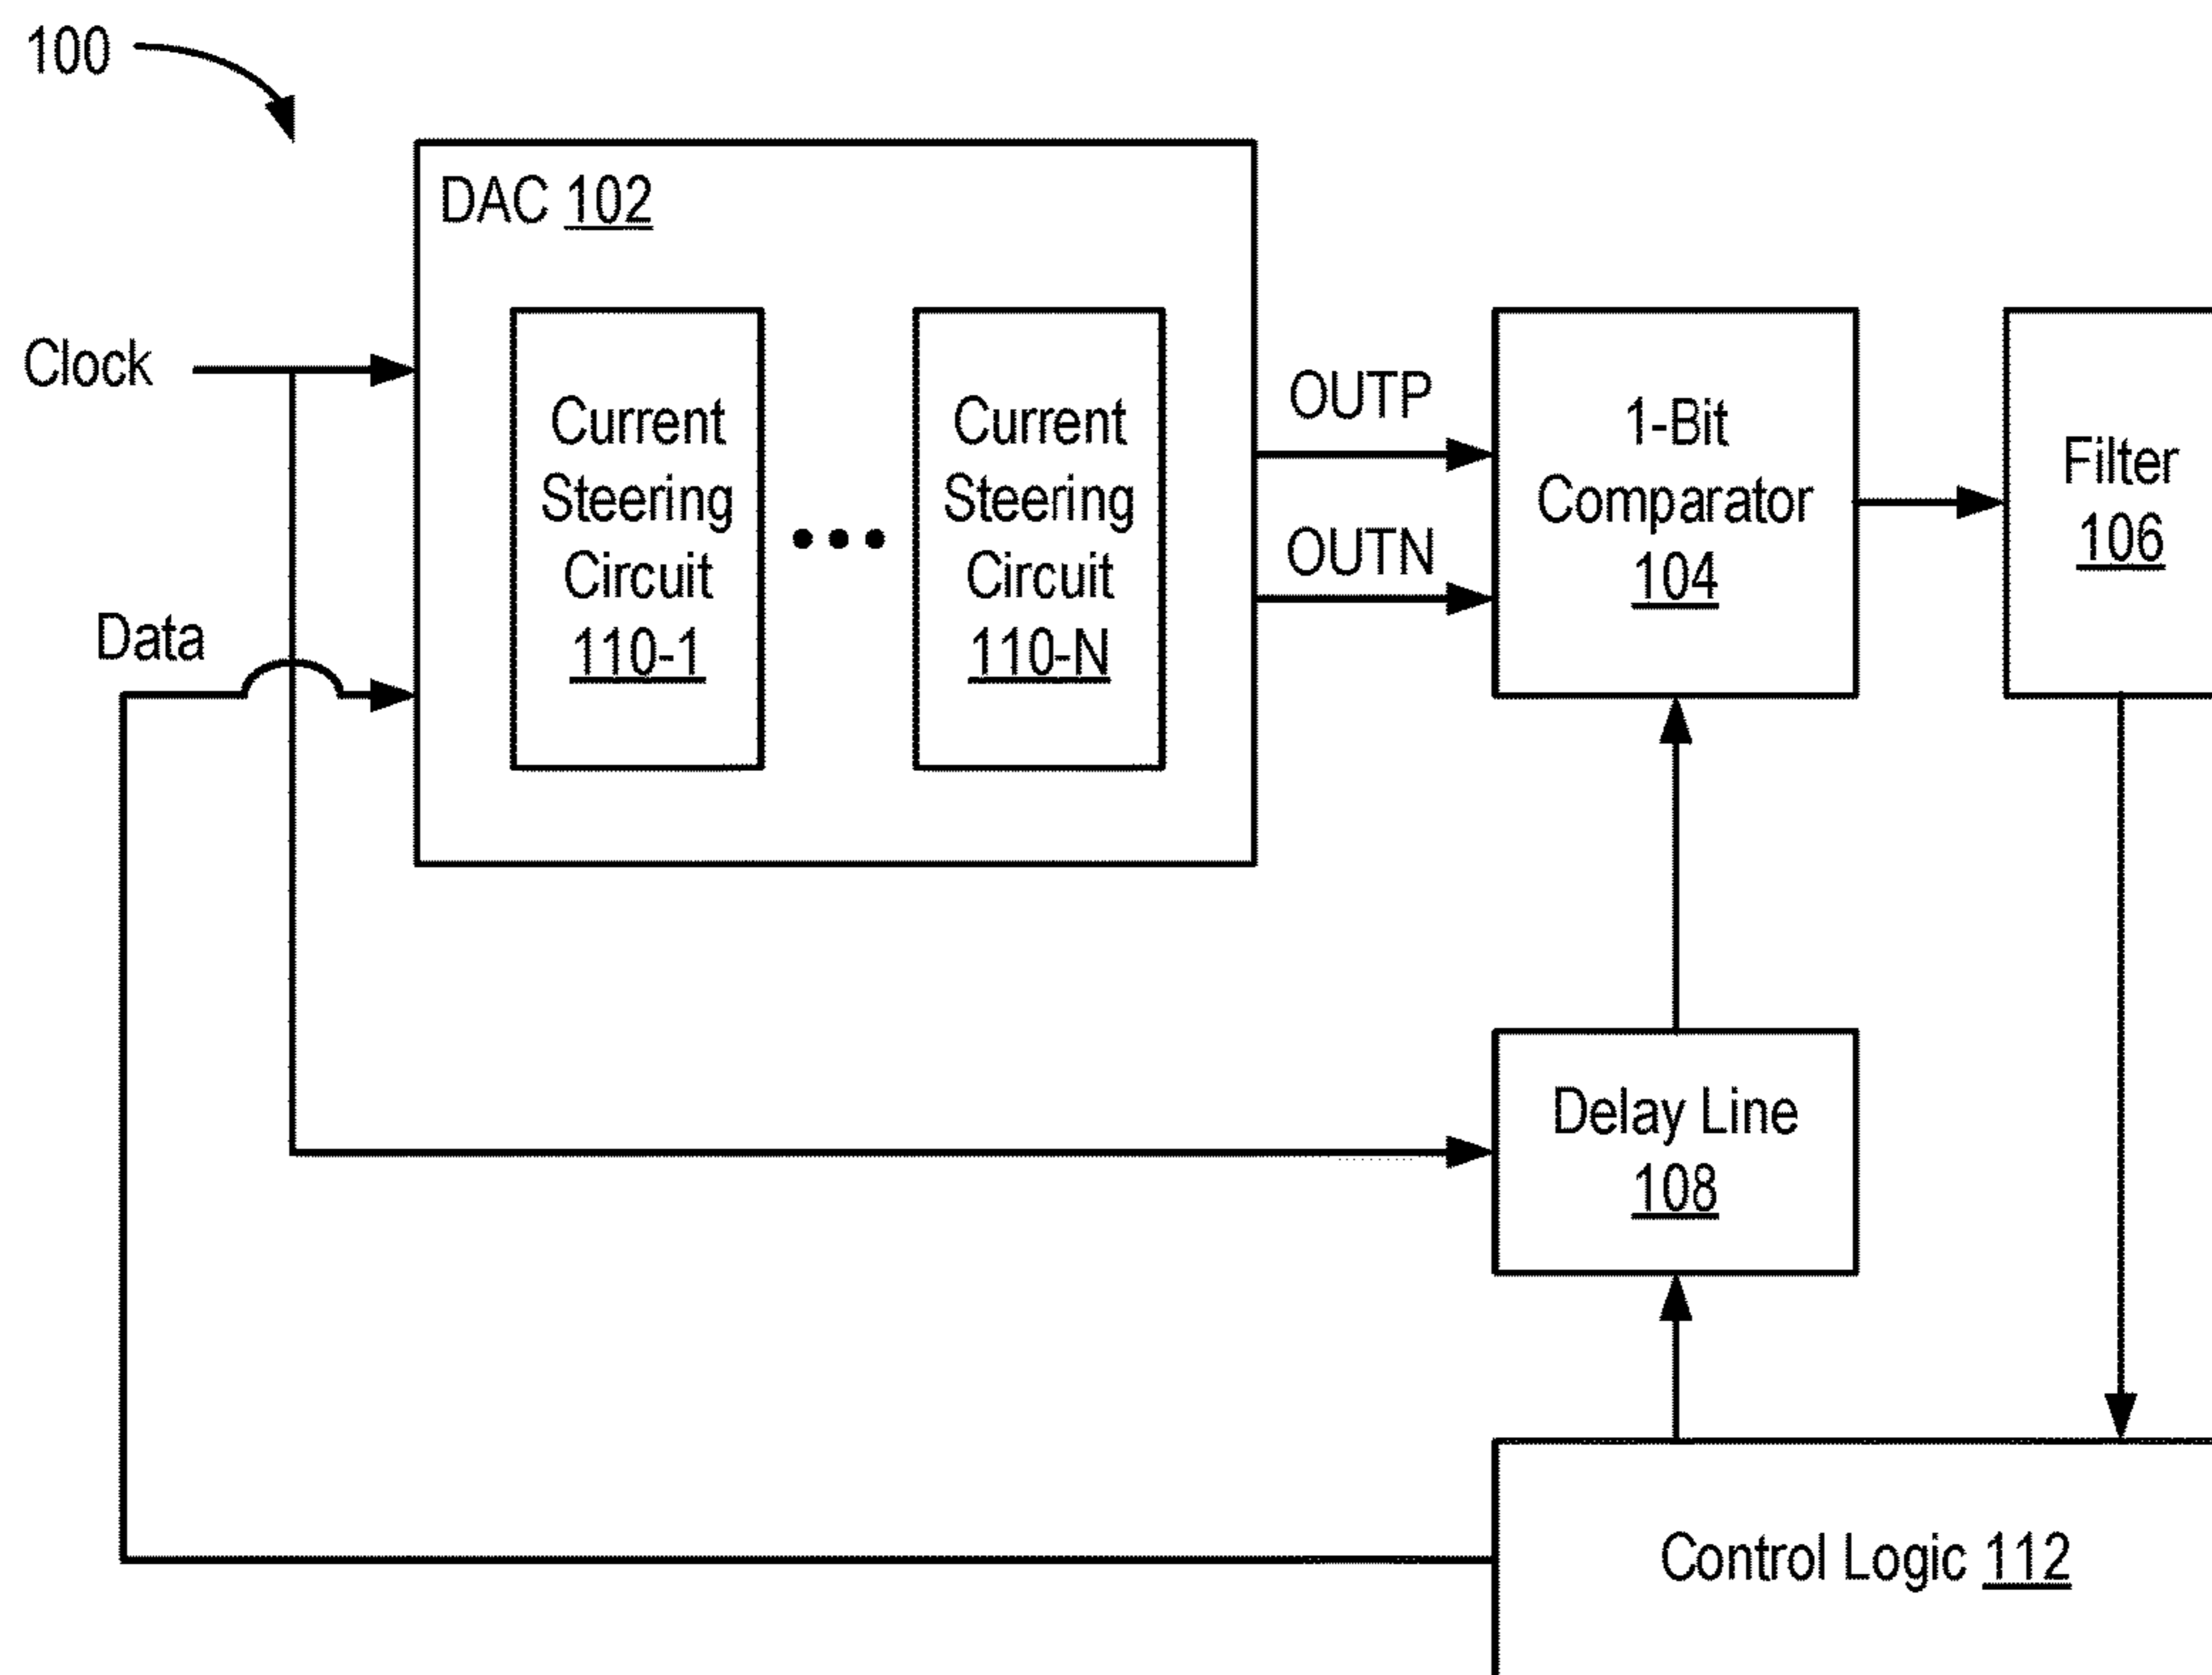 100
DAC 102
Clock
Current
Steering
Circuit
110-1
Current
Steering
Circuit
110-N
OUTP
OUTN
1-Bit
Comparator
104
Filter
106
Data
Delay Line
108
Control Logic 112